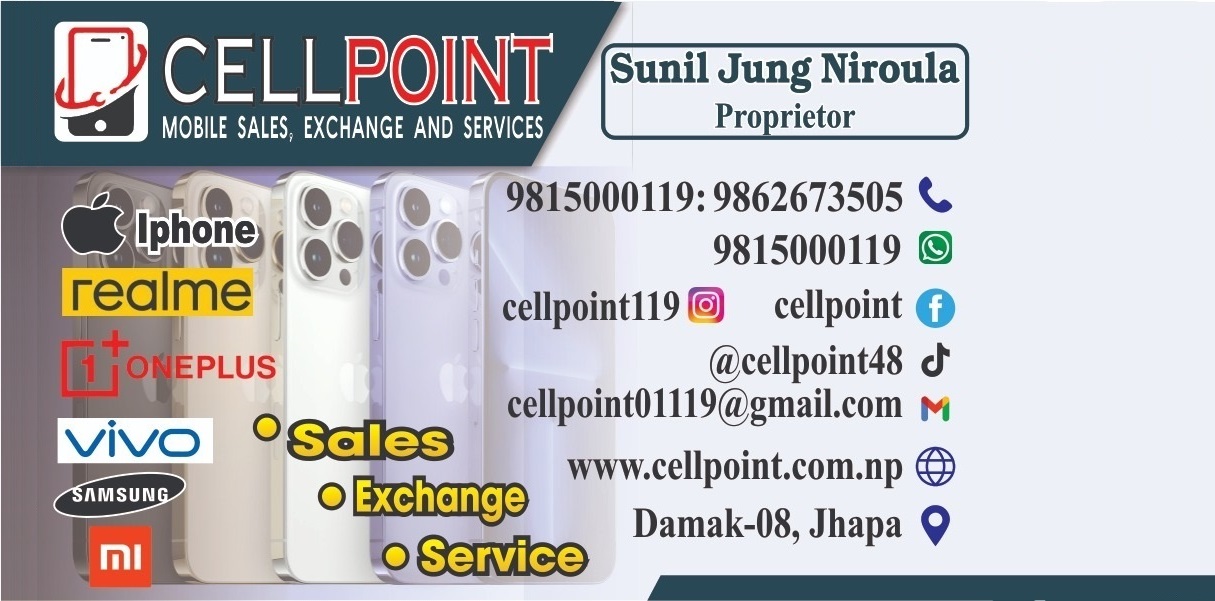 CELLPOINT
MOBILE SALES, EXCHANGE AND SERVICES
Sunil Jung Niroula
Proprietor
9815000119: 9862673505
9815000119
cellpoint119 cellpoint
@cellpoint48
cellpoint01119@gmail.com
www.cellpoint.com.np
Damak-08, Jhapa
Iphone
realme
1+ ONEPLUS
vivo
SAMSUNG
mi
• Sales
• Exchange
• Service